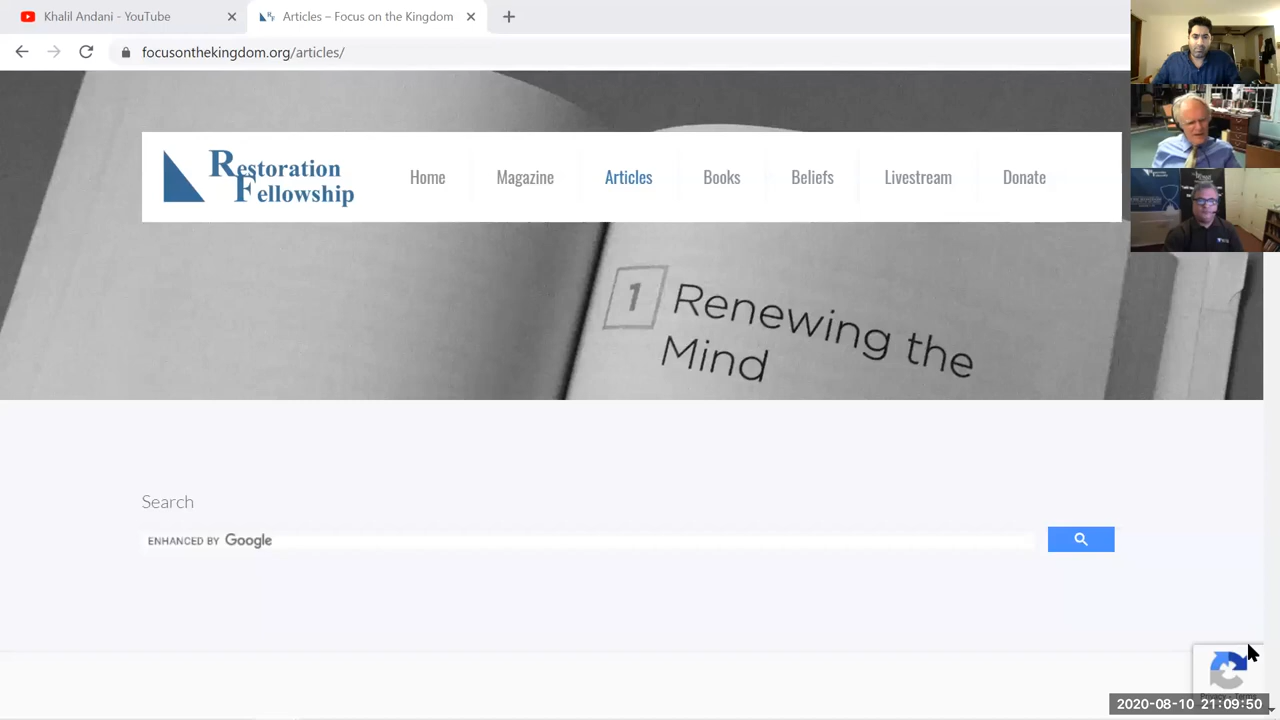 Khalil Andani - YouTube
Articles – Focus on the Kingdom
focusonthekingdom.org/articles/
Restoration
Fellowship
Home
Magazine
Articles
Books
Beliefs
Livestream
Donate
1 Renewing the
Mind
Search
ENHANCED BY Google
2020-08-10 21:09:50